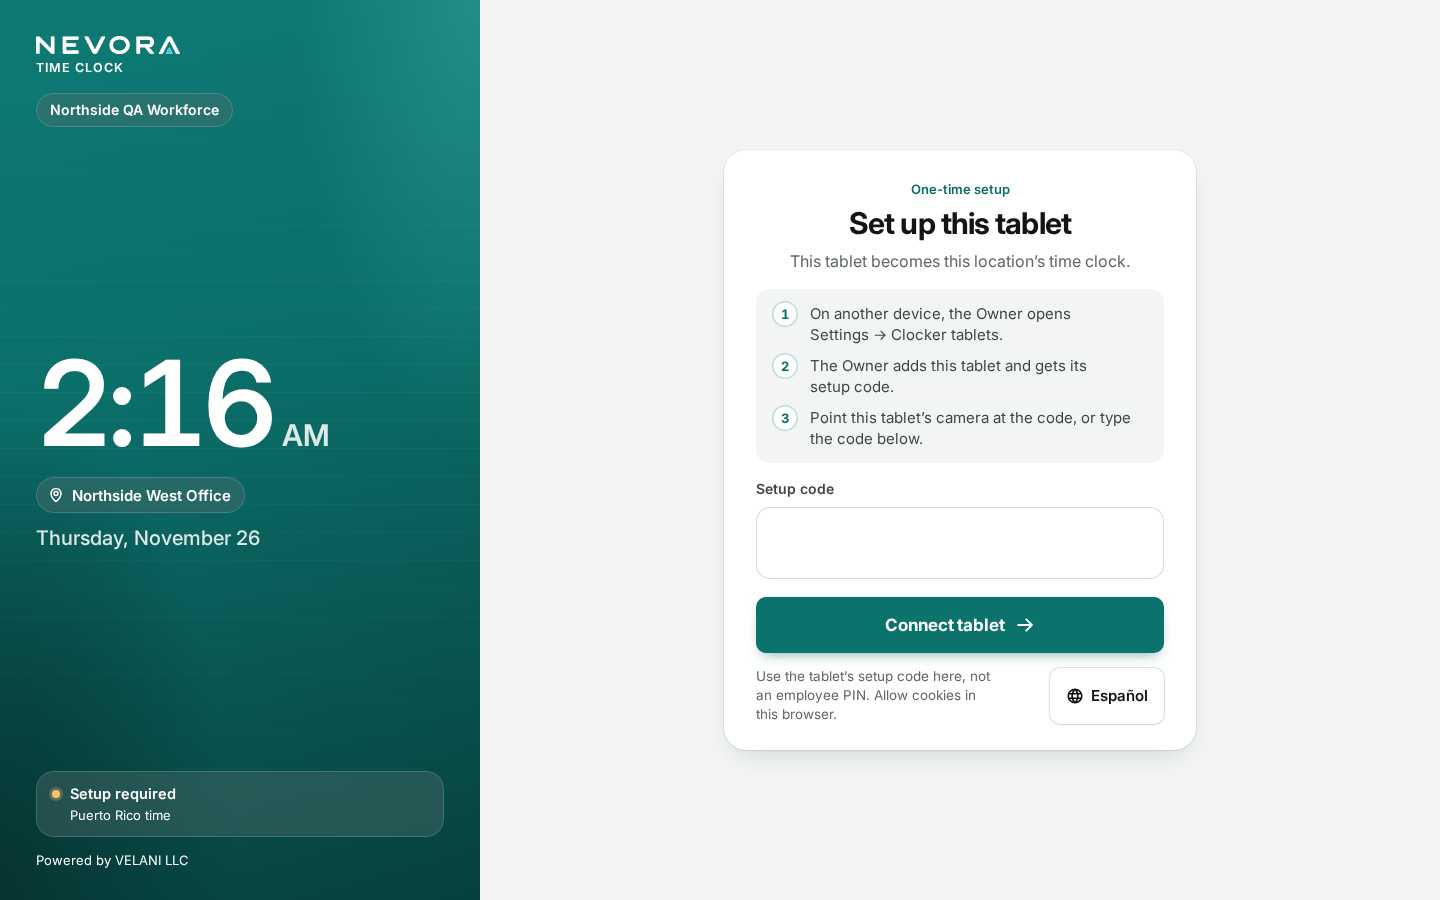 NEVORA
TIME CLOCK
Northside QA Workforce
2:16 AM
Northside West Office
Thursday, November 26
Setup required
Puerto Rico time
Powered by VELANI LLC
One-time setup
Set up this tablet
This tablet becomes this location’s time clock.
1 On another device, the Owner opens
Settings → Clocker tablets.
2 The Owner adds this tablet and gets its
setup code.
3 Point this tablet’s camera at the code, or type
the code below.
Setup code
Connect tablet →
Use the tablet’s setup code here, not
an employee PIN. Allow cookies in
this browser.
Español